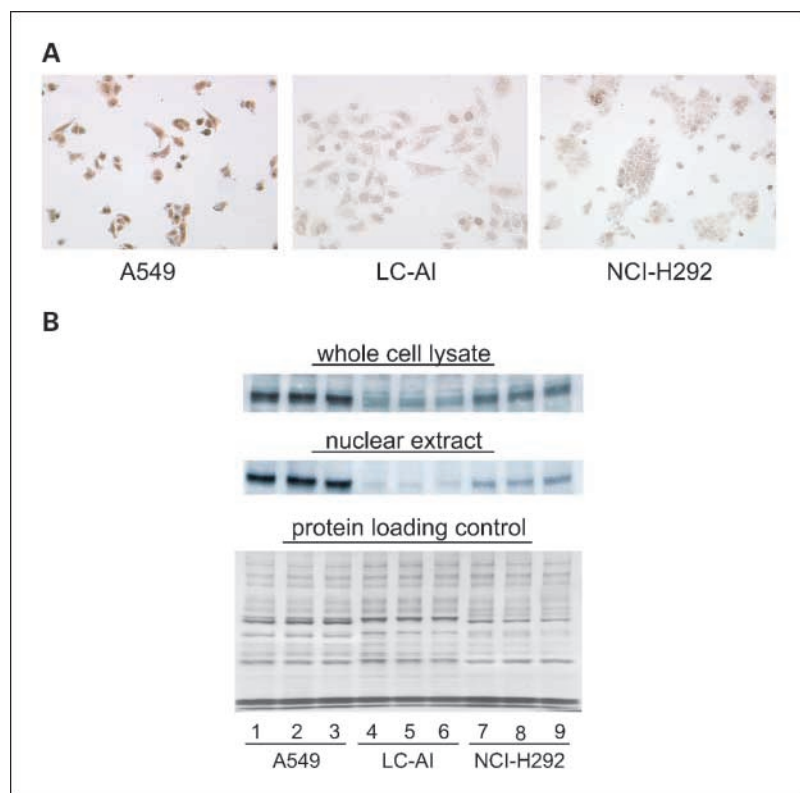 A
A549 LC-AI NCI-H292
B
whole cell lysate
nuclear extract
protein loading control
1 2 3 4 5 6 7 8 9
A549 LC-AI NCI-H292